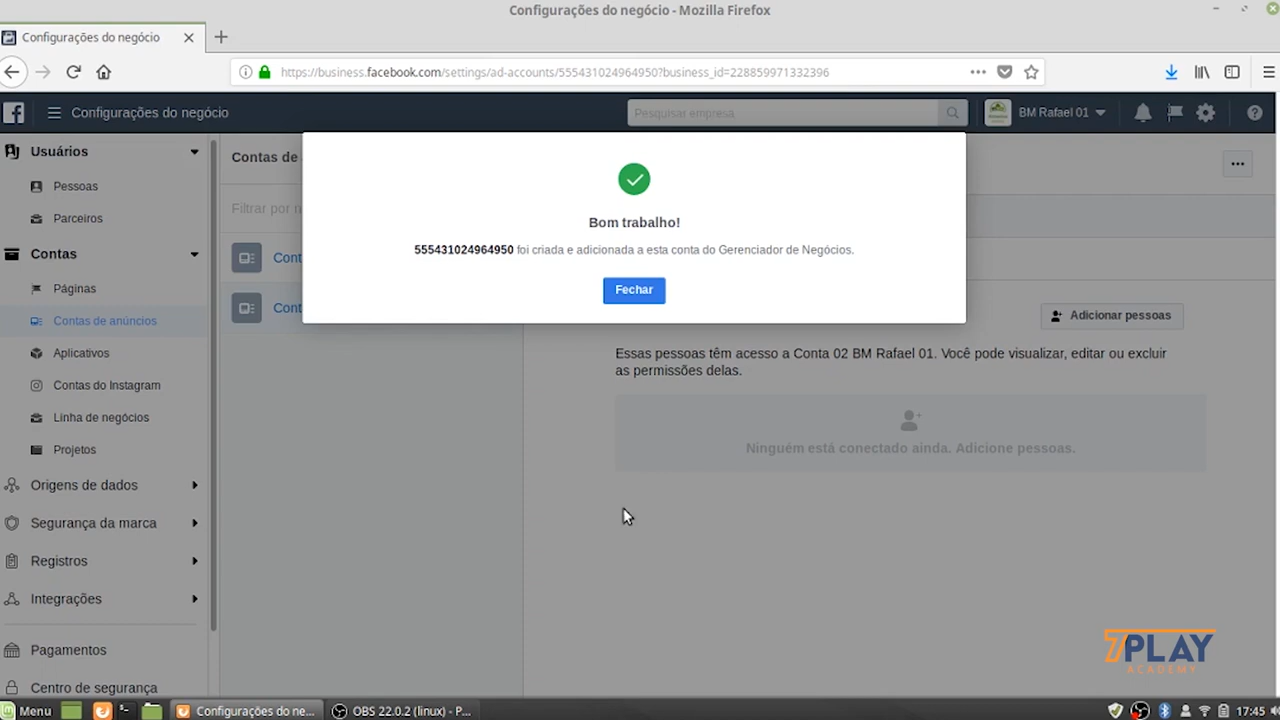 Configurações do negócio - Mozilla Firefox
Configurações do negócio
https://business.facebook.com/settings/ad-accounts/555431024964950?business_id=228859971332396
Configurações do negócio
Pesquisar empresa
BM Rafael 01
Usuários
Pessoas
Parceiros
Contas
Páginas
Contas de anúncios
Aplicativos
Contas do Instagram
Linha de negócios
Projetos
Origens de dados
Segurança da marca
Registros
Integrações
Pagamentos
Centro de segurança
Contas de
Filtrar por n
Cont
Cont
Bom trabalho!
555431024964950 foi criada e adicionada a esta conta do Gerenciador de Negócios.
Fechar
Adicionar pessoas
Essas pessoas têm acesso a Conta 02 BM Rafael 01. Você pode visualizar, editar ou excluir
as permissões delas.
Ninguém está conectado ainda. Adicione pessoas.
7PLAY
ACADEMY
Menu
Configurações do ne...
OBS 22.0.2 (linux) - P...
17:45